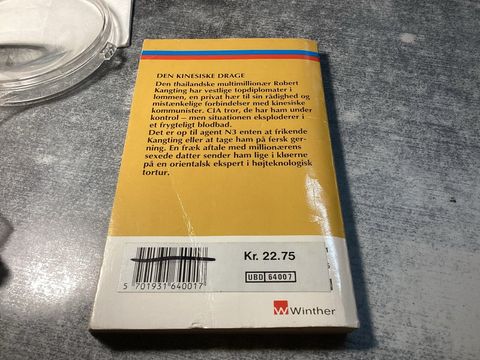 DEN KINESISKE DRAGE
Den thailandske multimillionær Robert
Kangting har vestlige topdiplomater i
lommen, en privat hær til sin rådighed og
mistænkelige forbindelser med kinesiske
kommunister. CIA tror, de har ham under
kontrol – men situationen eksploderer i
et frygteligt blodbad.
Det er op til agent N3 enten at frikende
Kangting eller at tage ham på fersk ger-
ning. En fræk aftale med millionærens
sexede datter sender ham lige i kløerne
på en orientalsk ekspert i højteknologisk
tortur.
Kr. 22.75
UBD 64007
5 701931 640017
Winther